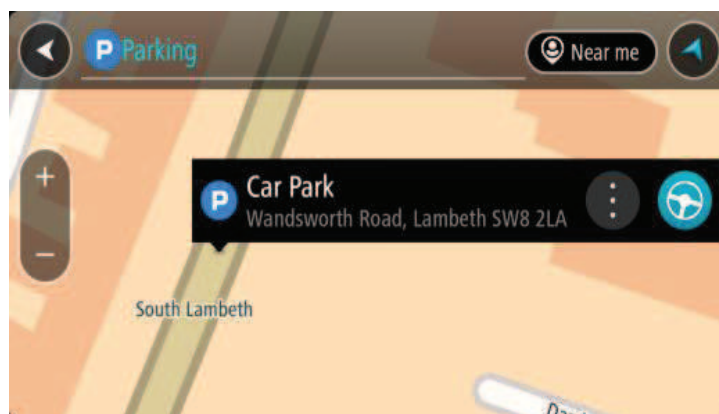 P Parking
Near me
+
P Car Park
Wandsworth Road, Lambeth SW8 2LA
−
South Lambeth